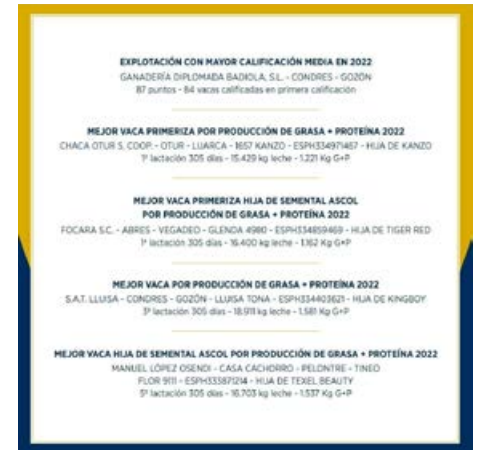 EXPLOTACIÓN CON MAYOR CALIFICACIÓN MEDIA EN 2022
GANADERÍA DIPLOMADA BADIOLA, S.L. - CONDRES - GOZÓN
87 puntos - 84 vacas calificadas en primera calificación
MEJOR VACA PRIMERIZA POR PRODUCCIÓN DE GRASA + PROTEÍNA 2022
CHACA OTUR S. COOP. - OTUR - LUARCA - 1657 KANZO - ESPH334971467 - HIJA DE KANZO
1ª lactación 305 días - 15.429 kg leche - 1.221 Kg G+P
MEJOR VACA PRIMERIZA HIJA DE SEMENTAL ASCOL
POR PRODUCCIÓN DE GRASA + PROTEÍNA 2022
FOCARA S.C. - ABRES - VEGADEO - GLENDA 4980 - ESPH334859469 - HIJA DE TIGER RED
1ª lactación 305 días - 16.400 kg leche - 1.162 Kg G+P
MEJOR VACA POR PRODUCCIÓN DE GRASA + PROTEÍNA 2022
S.A.T. LLUISA - CONDRES - GOZÓN - LLUISA TONA - ESPH334403621 - HIJA DE KINGBOY
3ª lactación 305 días - 18.911 kg leche - 1.581 Kg G+P
MEJOR VACA HIJA DE SEMENTAL ASCOL POR PRODUCCIÓN DE GRASA + PROTEÍNA 2022
MANUEL LÓPEZ OSENDI - CASA CACHORRO - PELONTRE - TINEO
FLOR 9111 - ESPH333871214 - HIJA DE TEXEL BEAUTY
5ª lactación 305 días - 16.703 kg leche - 1.537 Kg G+P